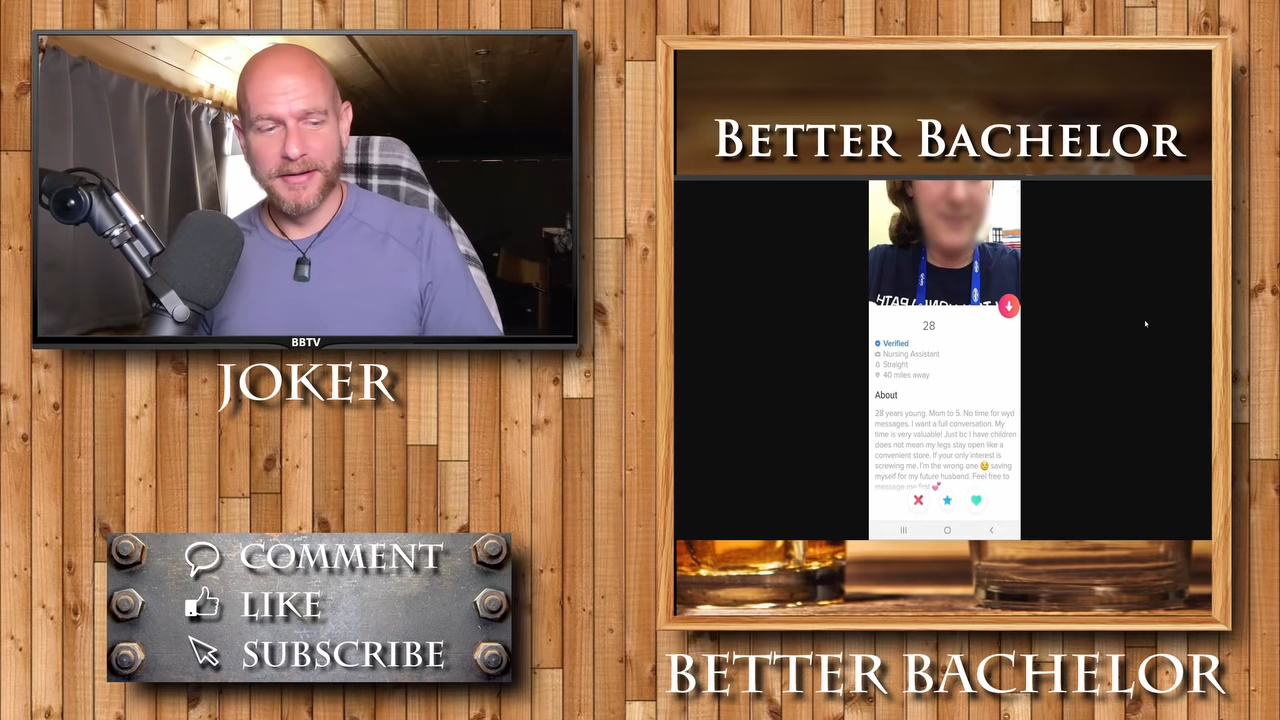 BETTER BACHELOR
BBTV
JOKER
28
Verified
Nursing Assistant
Straight
40 miles away
About
28 years young. Mom to 5. No time for wyd
messages. I want a full conversation. My
time is very valuable! Just bc I have children
does not mean my legs stay open like a
convenient store. If your only interest is
screwing me. I'm the wrong one 🥹 saving
myself for my future husband. Feel free to
message me first 💕
COMMENT
LIKE
SUBSCRIBE
BETTER BACHELOR